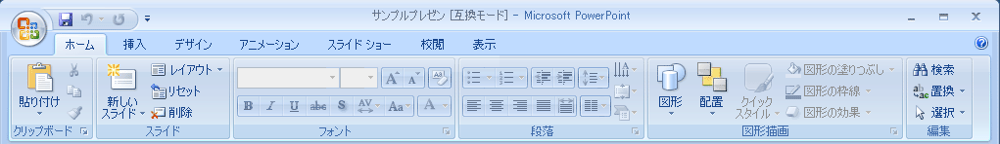 サンプルプレゼン [互換モード] - Microsoft PowerPoint
ホーム 挿入 デザイン アニメーション スライド ショー 校閲 表示
貼り付け
新しい スライド
レイアウト
リセット
削除
B I U abc S AV Aa A
A A
図形
配置
クイック スタイル
図形の塗りつぶし
図形の枠線
図形の効果
検索
置換
選択
クリップボード スライド フォント 段落 図形描画 編集